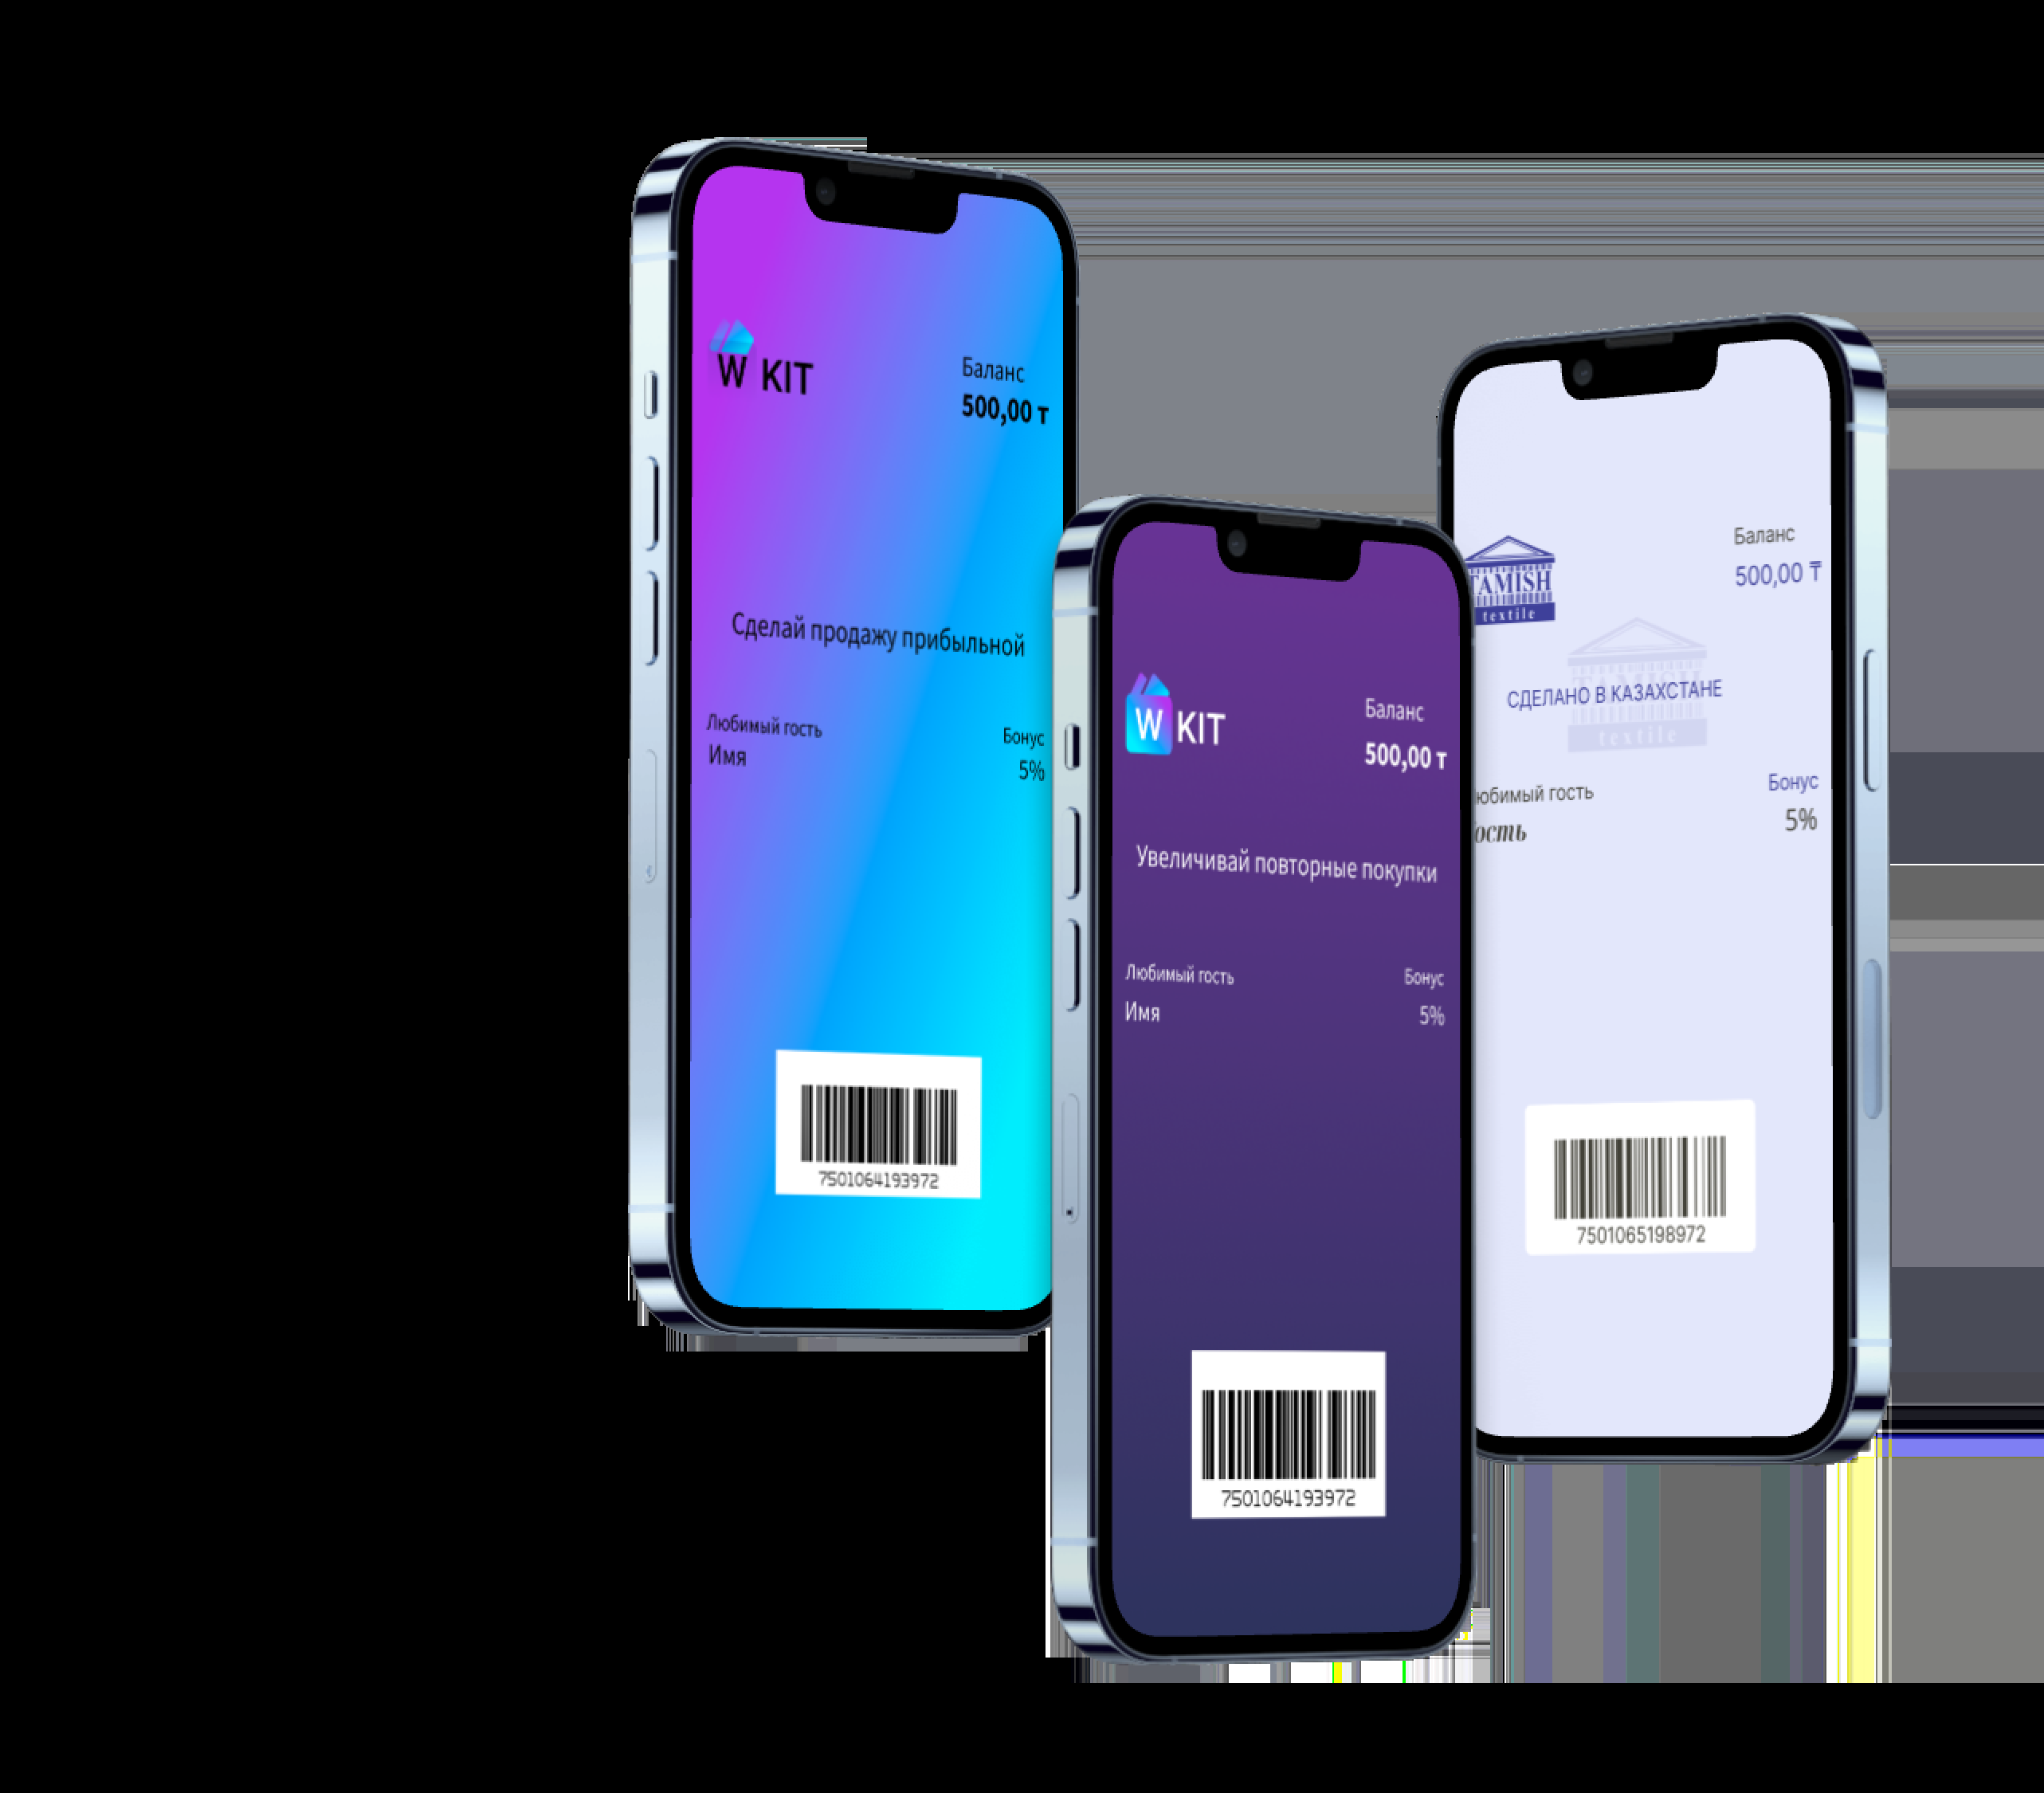 W KIT
Баланс
500,00 т
Сделай продажу прибыльной
Любимый гость
Имя
Бонус
5%
7501064193972
W KIT
Баланс
500,00 т
Увеличивай повторные покупки
Любимый гость
Имя
Бонус
5%
7501064193972
TAMISH
textile
Баланс
500,00 ₸
TAMISH
СДЕЛАНО В КАЗАХСТАНЕ
textile
юбимый гость
ость
Бонус
5%
7501065198972